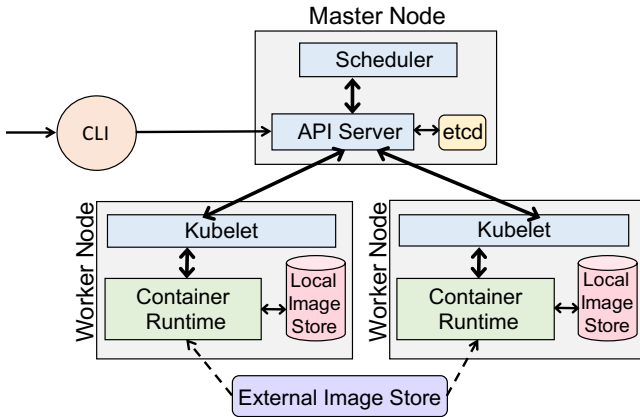 Master Node
Scheduler
CLI
API Server
etcd
Worker Node
Kubelet
Container
Runtime
Local
Image
Store
Worker Node
Kubelet
Container
Runtime
Local
Image
Store
External Image Store